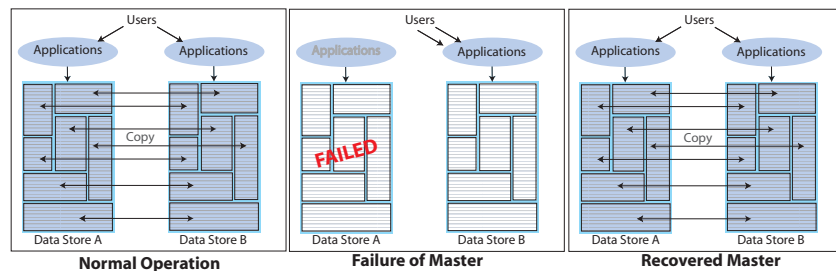 Users
Applications
Applications
Copy
Data Store A
Data Store B
Normal Operation
Users
Applications
Applications
FAILED
Data Store A
Data Store B
Failure of Master
Users
Applications
Applications
Copy
Data Store A
Data Store B
Recovered Master